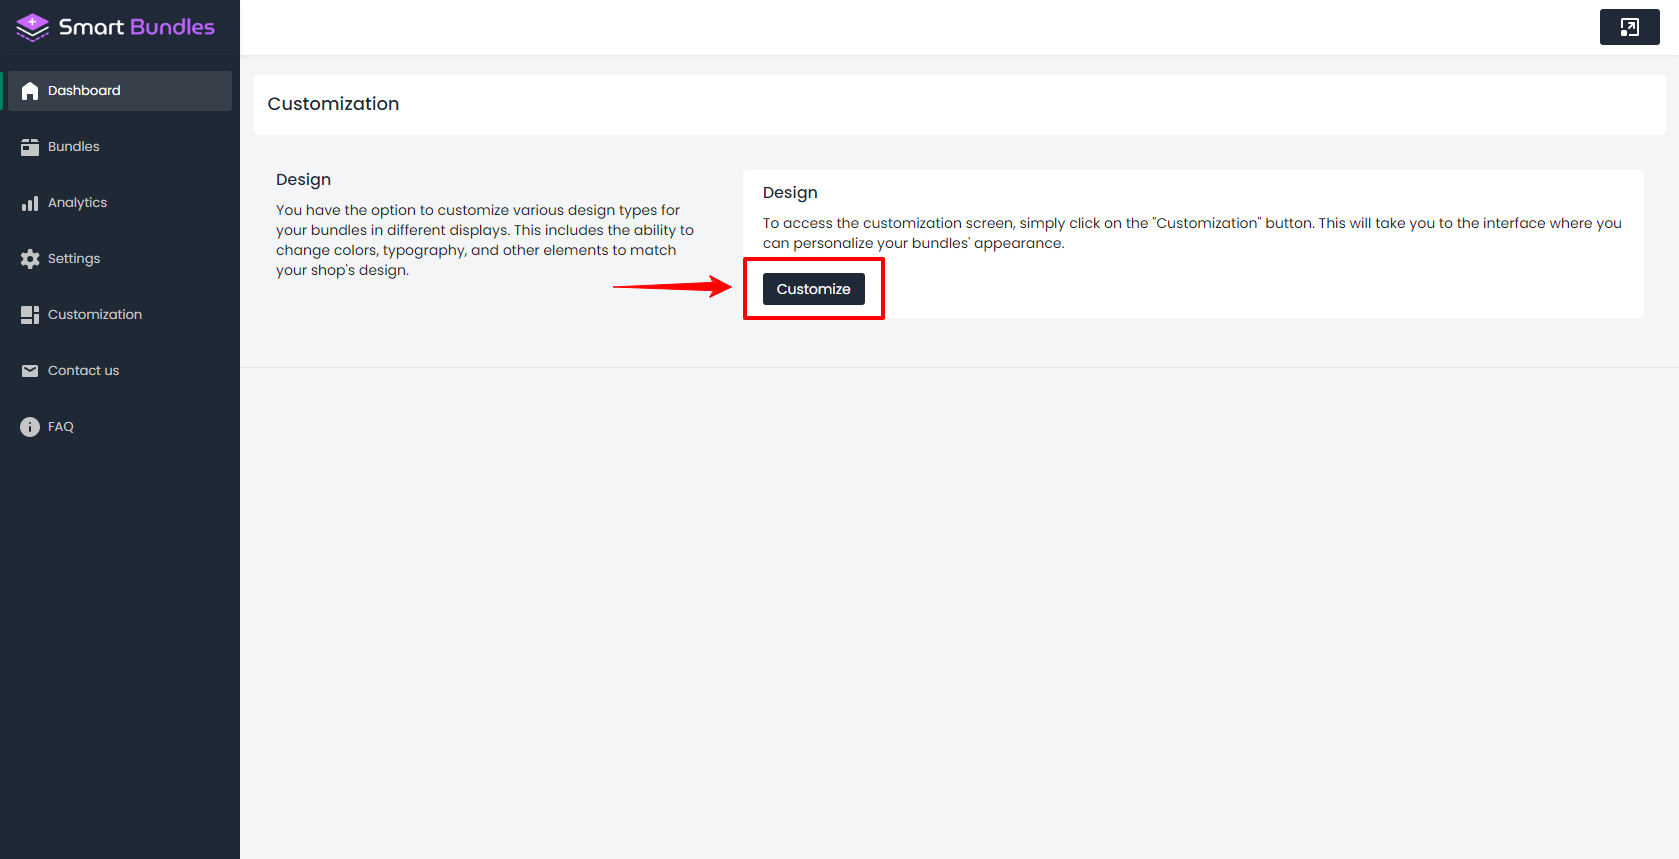 Smart Bundles
Dashboard
Bundles
Analytics
Settings
Customization
Contact us
FAQ
Customization
Design
You have the option to customize various design types for
your bundles in different displays. This includes the ability to
change colors, typography, and other elements to match
your shop's design.
Design
To access the customization screen, simply click on the "Customization" button. This will take you to the interface where you
can personalize your bundles' appearance.
Customize